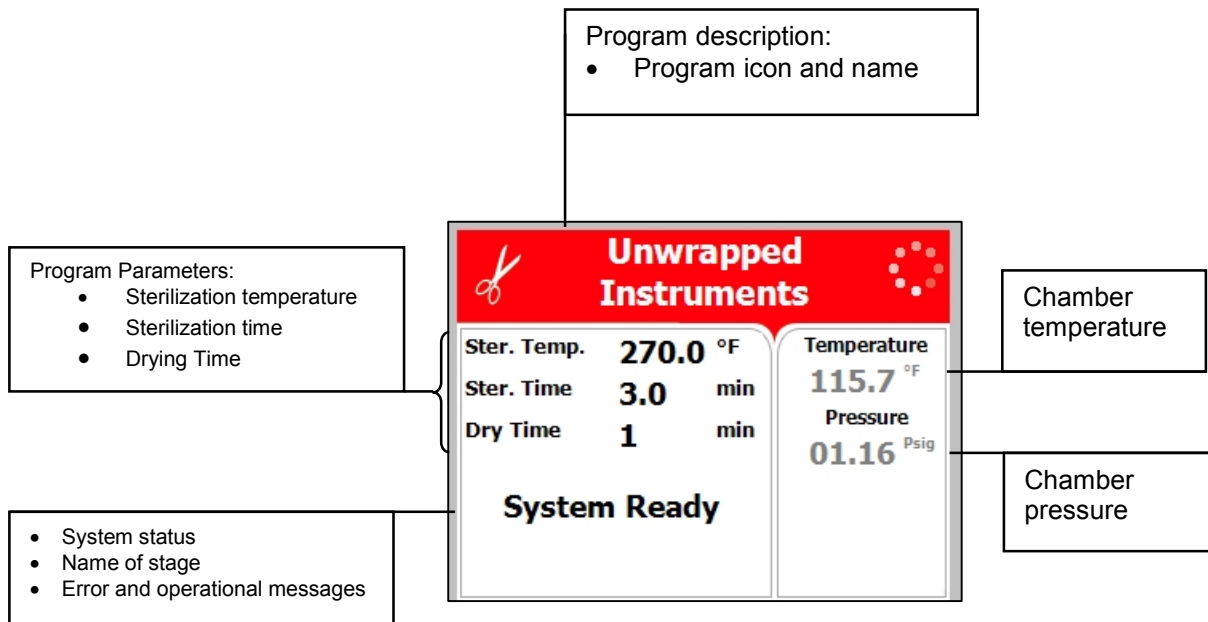 Program description:
• Program icon and name
Program Parameters:
• Sterilization temperature
• Sterilization time
• Drying Time
• System status
• Name of stage
• Error and operational messages
Unwrapped
Instruments
Ster. Temp. 270.0 °F
Ster. Time 3.0 min
Dry Time 1 min
System Ready
Temperature
115.7 °F
Pressure
01.16 Psig
Chamber
temperature
Chamber
pressure